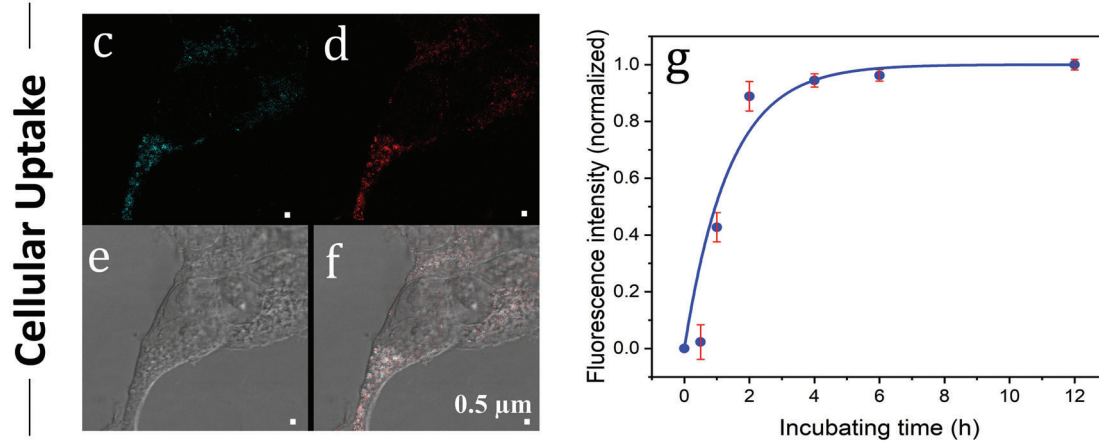 Cellular Uptake
c
d
e
f
0.5 µm
g
Fluorescence intensity (normalized)
1.0
0.8
0.6
0.4
0.2
0.0
0 2 4 6 8 10 12
Incubating time (h)